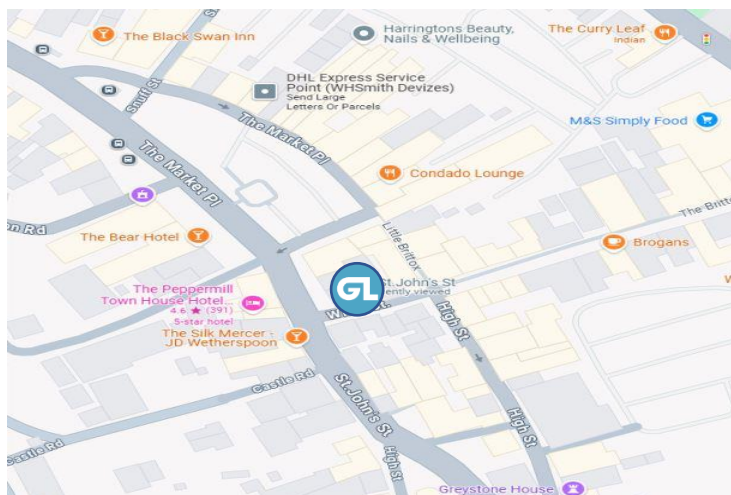 The Black Swan Inn
Harringtons Beauty,
Nails & Wellbeing
The Curry Leaf
Indian
Snuff St
DHL Express Service
Point (WHSmith Devizes)
Send Large
Letters Or Parcels
The Market Pl
M&S Simply Food
The Market Pl
Condado Lounge
on Rd
The Bear Hotel
Little Brittox
The Britto
Brogans
The Peppermill
Town House Hotel...
4.6 ★ (391)
5-star hotel
GL
St.John's St
ently viewed
W
St.
High St
The Silk Mercer -
JD Wetherspoon
Castle Rd
St.John's St
Castle Rd
High St
High St
Greystone House